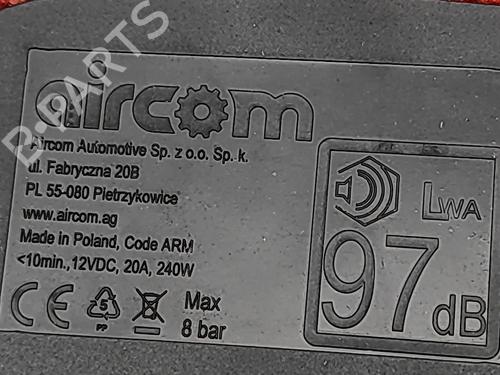 aircom
Aircom Automotive Sp. z o.o. Sp. k.
ul. Fabryczna 20B
PL 55-080 Pietrzykowice
www.aircom.ag
Made in Poland, Code ARM
<10min.,12VDC, 20A, 240W
CE 5 PP Max 8 bar
LWA
97 dB
B-PARTS